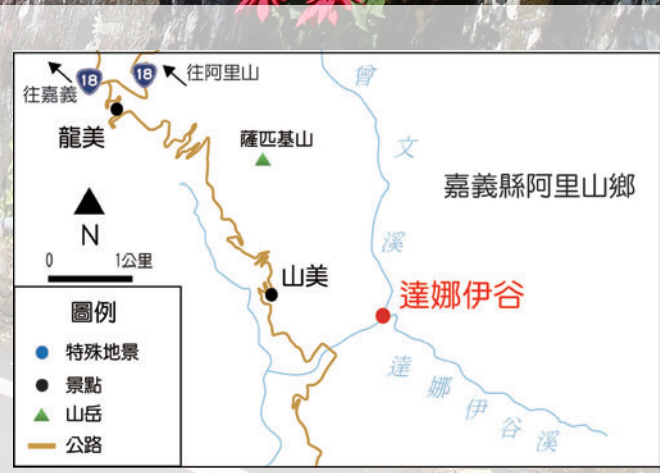 18
18
往阿里山
往嘉義
龍美
薩匹基山
曾文溪
嘉義縣阿里山鄉
N
0 1公里
山美
達娜伊谷
達娜伊谷溪
圖例
特殊地景
景點
山岳
公路